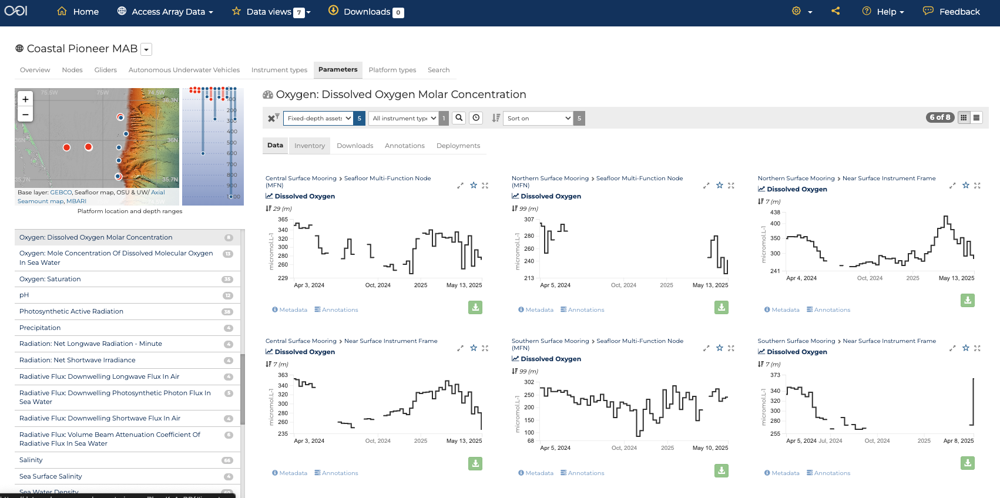 OOI Home Access Array Data Data views 7 Downloads 0 Help Feedback
Coastal Pioneer MAB
Overview Nodes Gliders Autonomous Underwater Vehicles Instrument types Parameters Platform types Search
+
−
75.5W 75W 74.5W
36.3N
36N 36N
35.7N 35.7N
74.5W
100
200
300
400
500
600
700
800
900
Base layer: GEBCO, Seafloor map, OSU & UW/ Axial
Seamount map, MBARI
Platform location and depth ranges
Oxygen: Dissolved Oxygen Molar Concentration 8
Oxygen: Mole Concentration Of Dissolved Molecular Oxygen
In Sea Water 13
Oxygen: Saturation 35
pH 12
Photosynthetic Active Radiation 38
Precipitation 4
Radiation: Net Longwave Radiation - Minute 4
Radiation: Net Shortwave Irradiance 4
Radiative Flux: Downwelling Longwave Flux In Air 4
Radiative Flux: Downwelling Photosynthetic Photon Flux In
Sea Water
Radiative Flux: Downwelling Shortwave Flux In Air 4
Radiative Flux: Volume Beam Attenuation Coefficient Of
Radiative Flux In Sea Water
Salinity 66
Sea Surface Salinity 4
Sea Water Density
Oxygen: Dissolved Oxygen Molar Concentration
Fixed-depth assets 5 All instrument type 1 Sort on 5 6 of 8
Data Inventory Downloads Annotations Deployments
Central Surface Mooring > Seafloor Multi-Function Node
(MFN)
Dissolved Oxygen
29 (m)
micromol.L-1
365
340
320
300
280
260
229
Apr 3, 2024 Oct, 2024 2025 May 13, 2025
Metadata Annotations
Northern Surface Mooring > Seafloor Multi-Function Node
(MFN)
Dissolved Oxygen
99 (m)
micromol.L-1
307
280
260
240
213
Apr 5, 2024 Oct, 2024 2025 May 13, 2025
Metadata Annotations
Northern Surface Mooring > Near Surface Instrument Frame
Dissolved Oxygen
7 (m)
micromol.L-1
438
400
350
300
241
Apr 4, 2024 Oct, 2024 2025 May 13, 2025
Metadata Annotations
Central Surface Mooring > Near Surface Instrument Frame
Dissolved Oxygen
7 (m)
micromol.L-1
363
340
320
300
280
260
235
Apr 3, 2024 Oct, 2024 2025 May 13, 2025
Metadata Annotations
Southern Surface Mooring > Seafloor Multi-Function Node
(MFN)
Dissolved Oxygen
99 (m)
micromol.L-1
302
250
200
150
100
68
Apr 5, 2024 Oct, 2024 2025 May 10, 2025
Metadata Annotations
Southern Surface Mooring > Near Surface Instrument Frame
Dissolved Oxygen
7 (m)
micromol.L-1
373
340
320
300
280
255
Apr 5, 2024 Jul, 2024 Oct, 2024 2025 Apr 8, 2025
Metadata Annotations